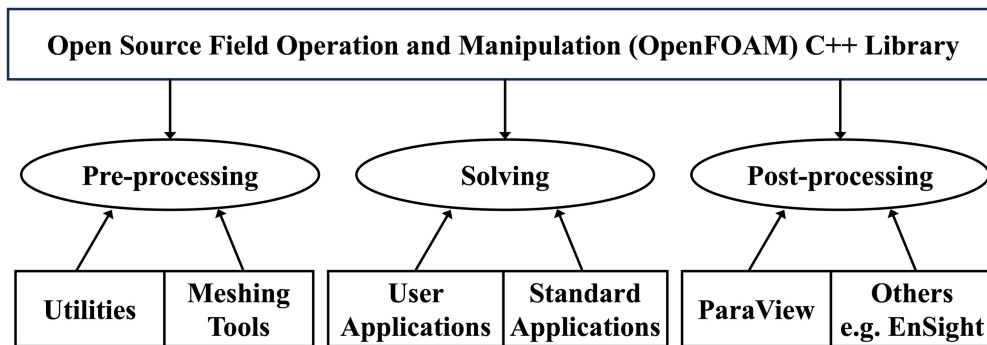 Open Source Field Operation and Manipulation (OpenFOAM) C++ Library
Pre-processing
Solving
Post-processing
Utilities
Meshing
Tools
User
Applications
Standard
Applications
ParaView
Others
e.g. EnSight